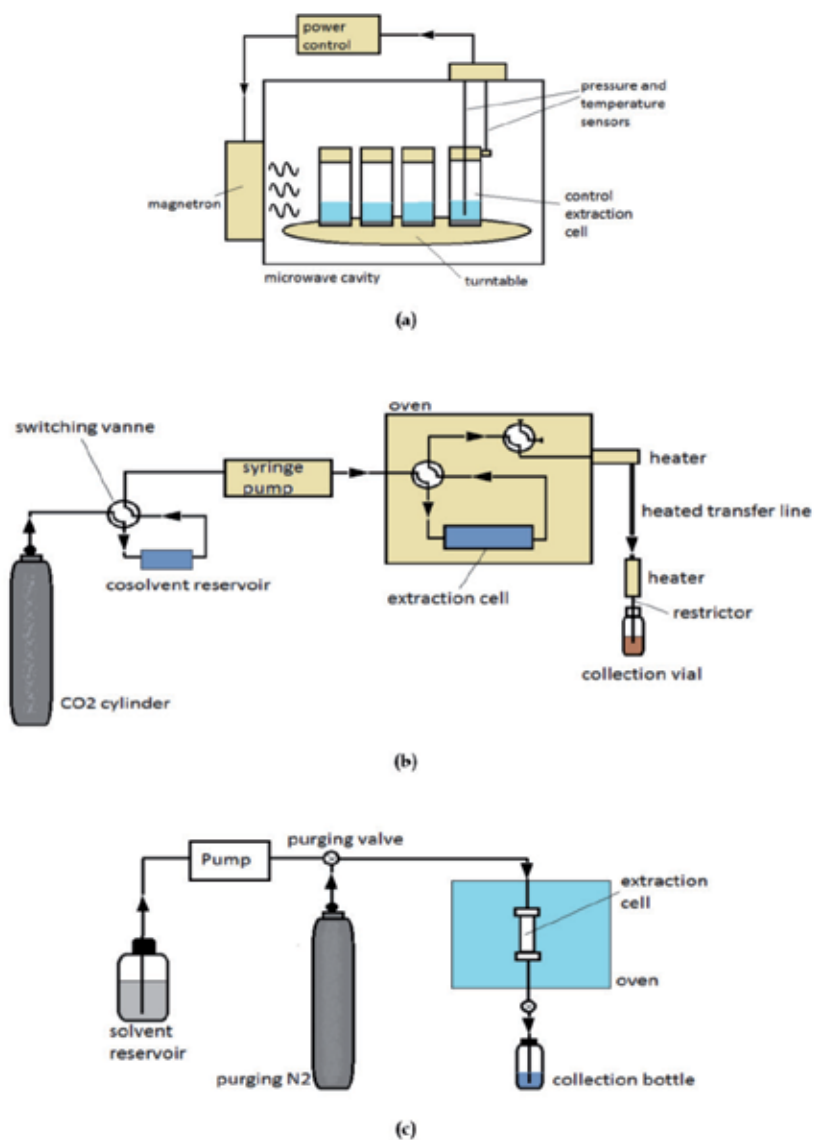 power
control
pressure and
temperature
sensors
magnetron
control
extraction
cell
microwave cavity
turntable
(a)
oven
switching vanne
syringe
pump
heater
heated transfer line
cosolvent reservoir
extraction cell
heater
restrictor
collection vial
CO2 cylinder
(b)
purging valve
Pump
extraction
cell
oven
solvent
reservoir
purging N2
collection bottle
(c)